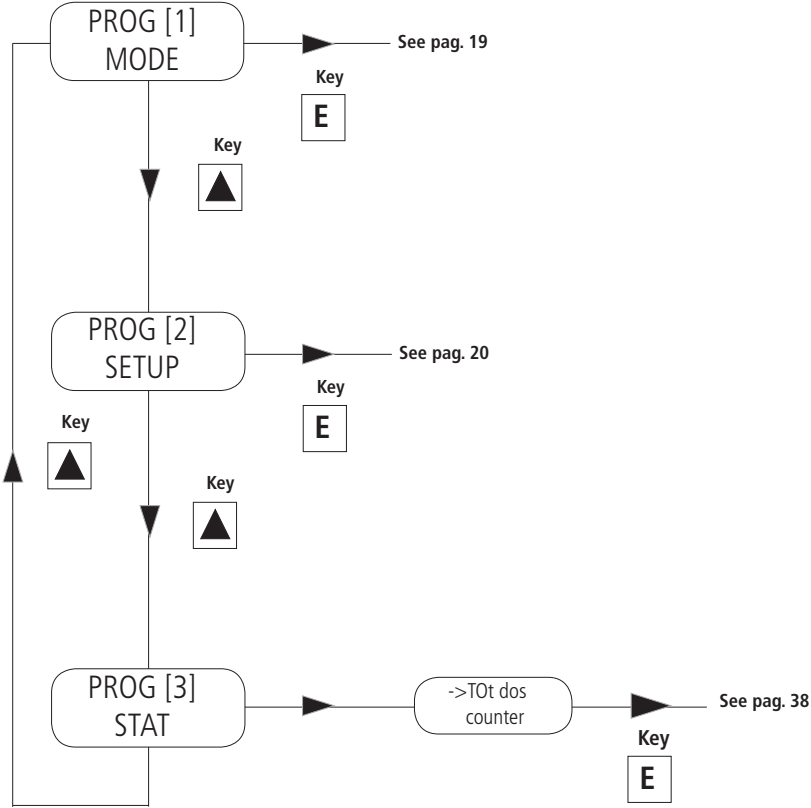 PROG [1]
MODE
See pag. 19
Key
E
Key
PROG [2]
SETUP
See pag. 20
Key
E
Key
Key
PROG [3]
STAT
->TOt dos
counter
See pag. 38
Key
E